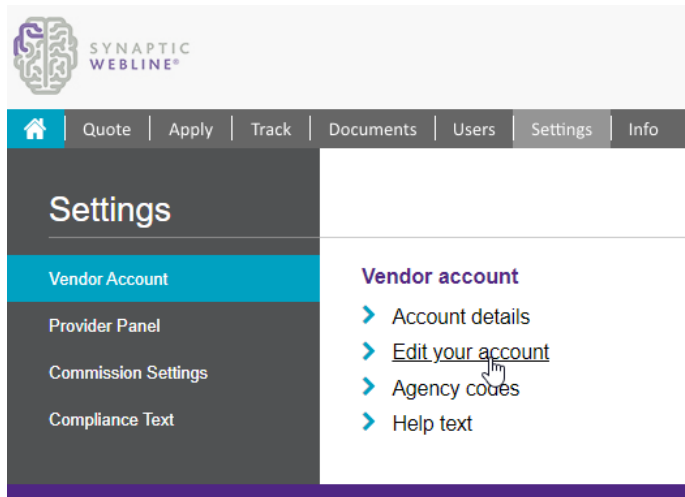 SYNAPTIC
WEBLINE®
Quote Apply Track Documents Users Settings Info
Settings
Vendor Account
Provider Panel
Commission Settings
Compliance Text
Vendor account
Account details
Edit your account
Agency codes
Help text